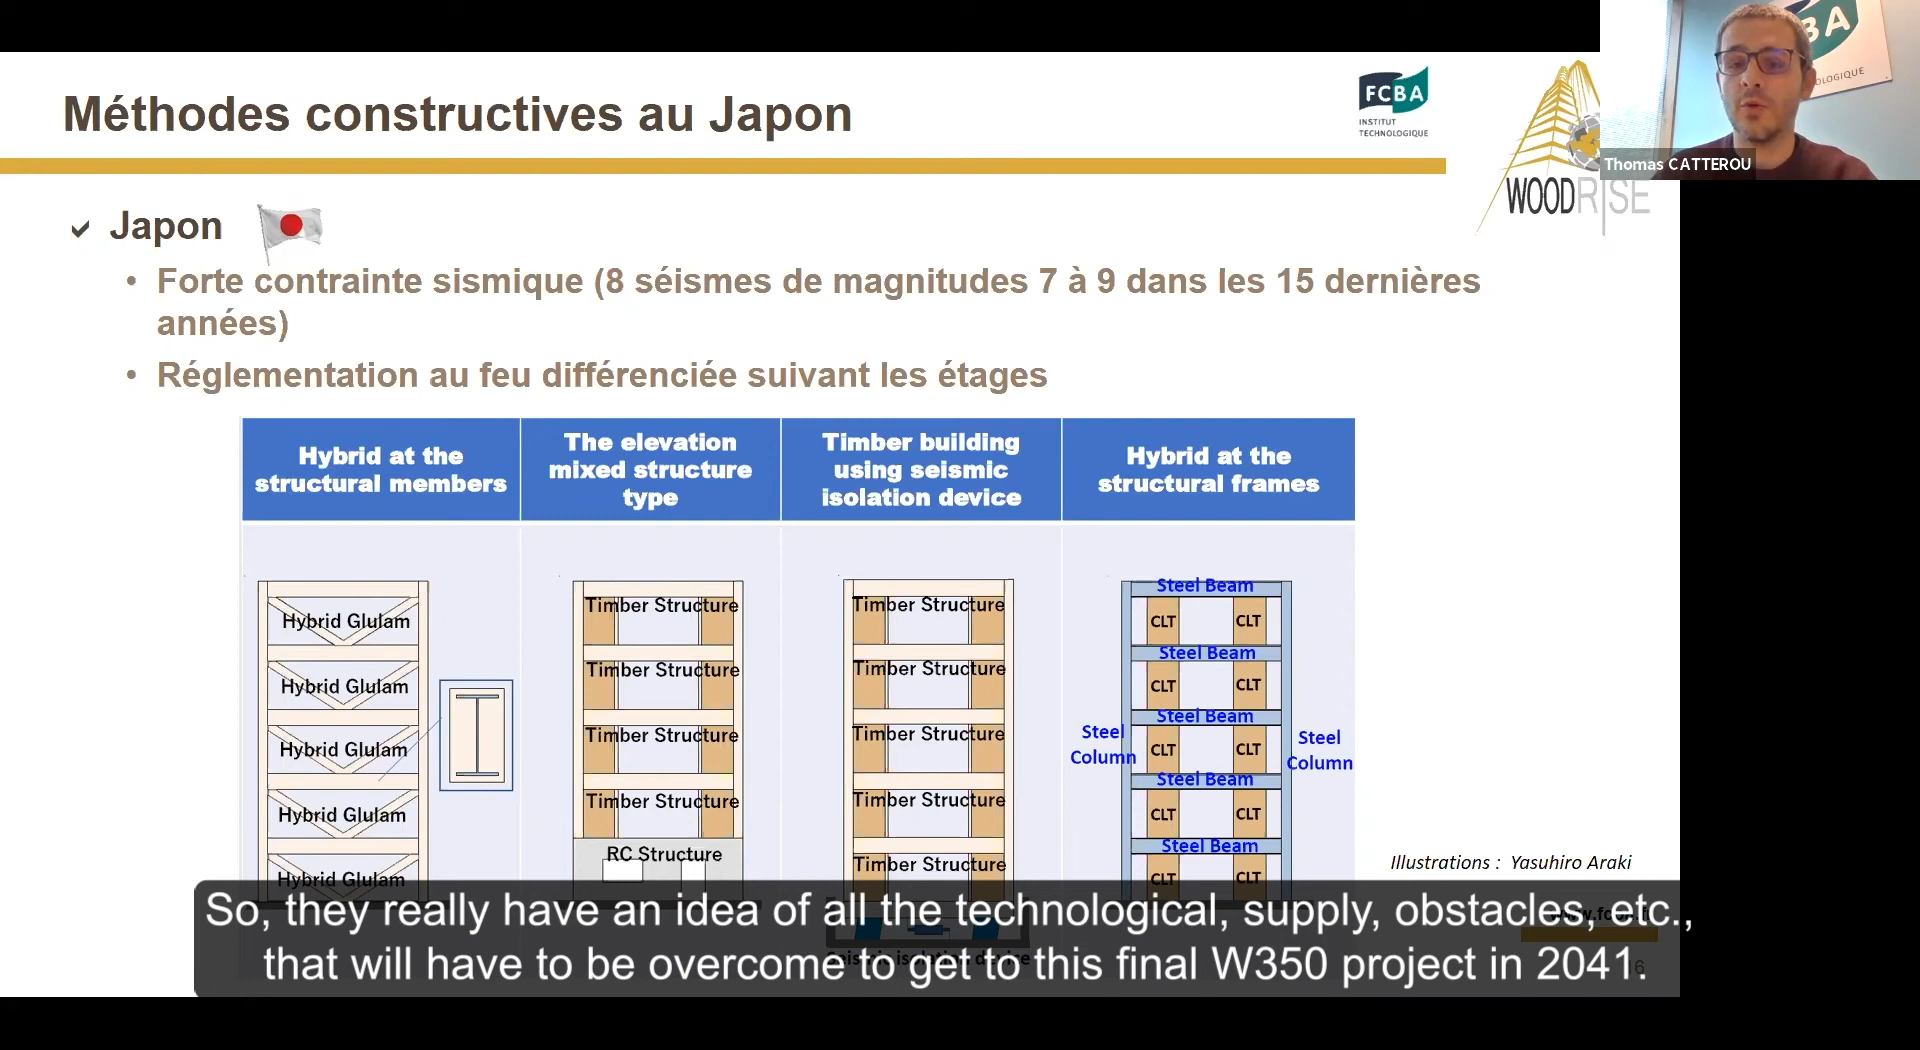 Méthodes constructives au Japon
FCBA
INSTITUT
TECHNOLOGIQUE
WOODRISE
BA
OLOGIQUE
Thomas CATTEROU
Japon
• Forte contrainte sismique (8 séismes de magnitudes 7 à 9 dans les 15 dernières
années)
• Réglementation au feu différenciée suivant les étages
Hybrid at the
structural members
The elevation
mixed structure
type
Timber building
using seismic
isolation device
Hybrid at the
structural frames
Hybrid Glulam
Hybrid Glulam
Hybrid Glulam
Hybrid Glulam
Hybrid Glulam
Timber Structure
Timber Structure
Timber Structure
Timber Structure
RC Structure
Timber Structure
Timber Structure
Timber Structure
Timber Structure
Timber Structure
Seismic isolation device
Steel Beam
CLT CLT
Steel Beam
CLT CLT
Steel Beam
Steel
Column
CLT CLT
Steel
Column
Steel Beam
CLT CLT
Steel Beam
CLT CLT
Illustrations : Yasuhiro Araki
16
So, they really have an idea of all the technological, supply, obstacles, etc.,
that will have to be overcome to get to this final W350 project in 2041.